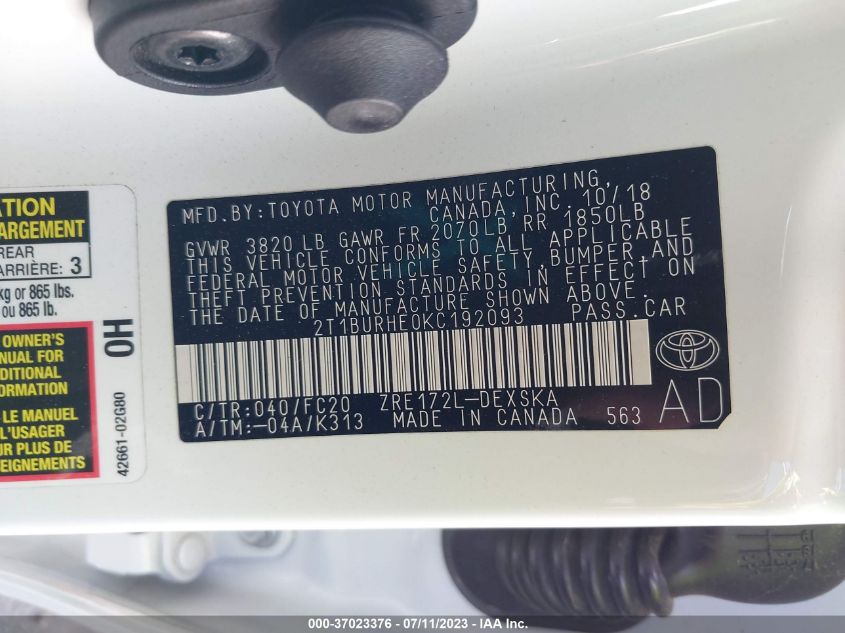 MFD. BY: TOYOTA MOTOR MANUFACTURING,
CANADA, INC. 10/18
GVWR 3820 LB GAWR FR 2070LB, RR 1850LB
THIS VEHICLE CONFORMS TO ALL APPLICABLE
FEDERAL MOTOR VEHICLE SAFETY, BUMPER, AND
THEFT PREVENTION STANDARDS IN EFFECT ON
THE DATE OF MANUFACTURE SHOWN ABOVE.
2T1BURHE0KC192093 PASS.CAR
C/TR: 040/FC20 ZRE172L-DEXSKA
A/TM:-04A/K313 MADE IN CANADA 563
AD
ATION
ARGEMENT
REAR
ARRIÈRE: 3
kg or 865 lbs.
ou 865 lb.
OWNER'S
ANUAL FOR
DITIONAL
ORMATION
LE MANUEL
L'USAGER
UR PLUS DE
SEIGNEMENTS
0H
42661-02G80
000-37023376 - 07/11/2023 - IAA Inc.